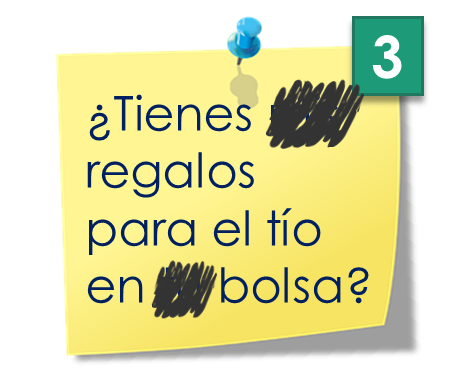 3
¿Tienes
regalos
para el tío
en bolsa?